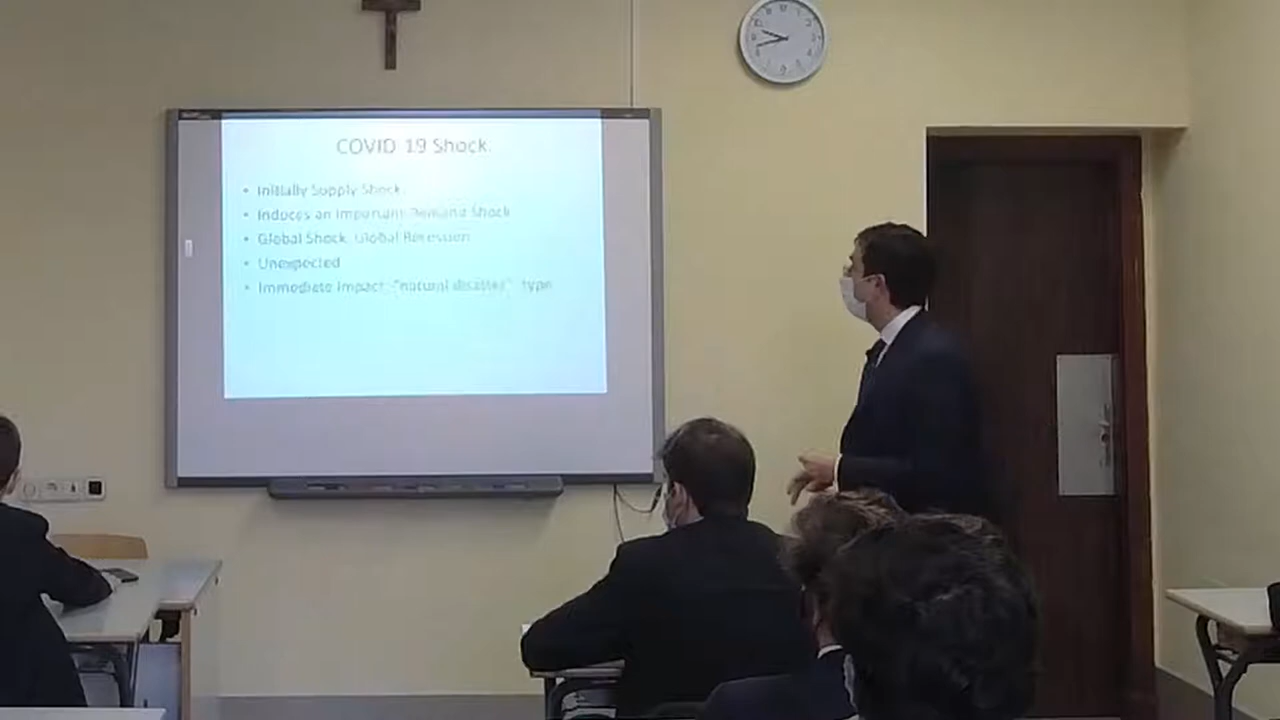 COVID 19 Shock
• Initially Supply Shock
• Induces an Important Demand Shock
• Global Shock. Global Recession
• Unexpected
• Immediate Impact. "natural disaster" type